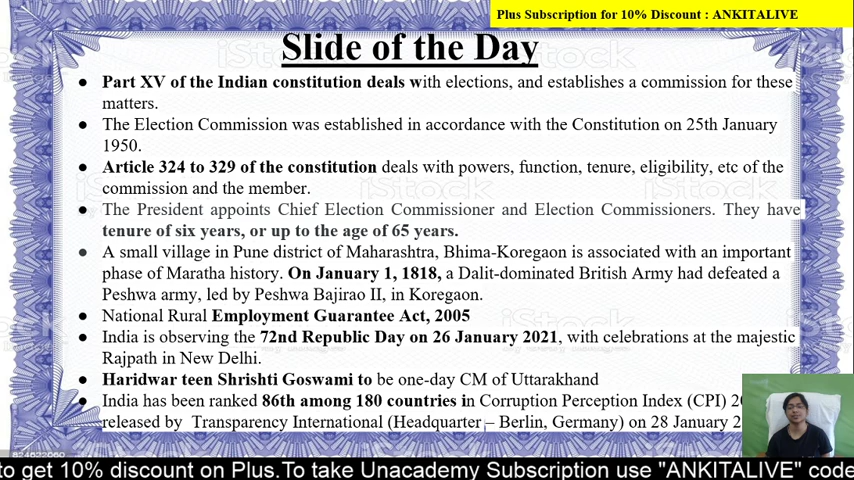 Plus Subscription for 10% Discount : ANKITALIVE
Slide of the Day
● Part XV of the Indian constitution deals with elections, and establishes a commission for these
matters.
● The Election Commission was established in accordance with the Constitution on 25th January
1950.
● Article 324 to 329 of the constitution deals with powers, function, tenure, eligibility, etc of the
commission and the member.
● The President appoints Chief Election Commissioner and Election Commissioners. They have
tenure of six years, or up to the age of 65 years.
● A small village in Pune district of Maharashtra, Bhima-Koregaon is associated with an important
phase of Maratha history. On January 1, 1818, a Dalit-dominated British Army had defeated a
Peshwa army, led by Peshwa Bajirao II, in Koregaon.
● National Rural Employment Guarantee Act, 2005
● India is observing the 72nd Republic Day on 26 January 2021, with celebrations at the majestic
Rajpath in New Delhi.
● Haridwar teen Shrishti Goswami to be one-day CM of Uttarakhand
● India has been ranked 86th among 180 countries in Corruption Perception Index (CPI)
released by Transparency International (Headquarter – Berlin, Germany) on 28 January
to get 10% discount on Plus.To take Unacademy Subscription use "ANKITALIVE" code